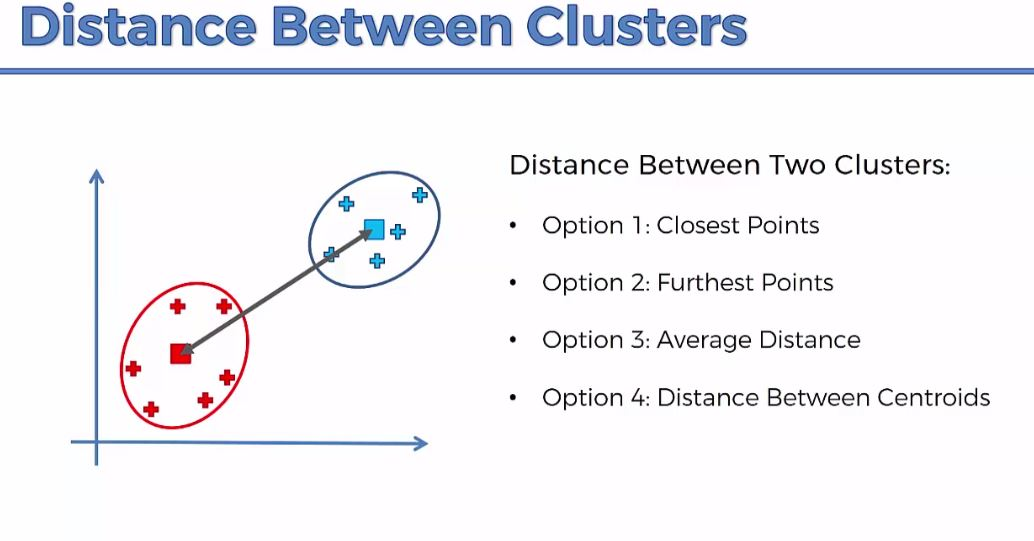 Distance Between Clusters
Distance Between Two Clusters:
• Option 1: Closest Points
• Option 2: Furthest Points
• Option 3: Average Distance
• Option 4: Distance Between Centroids